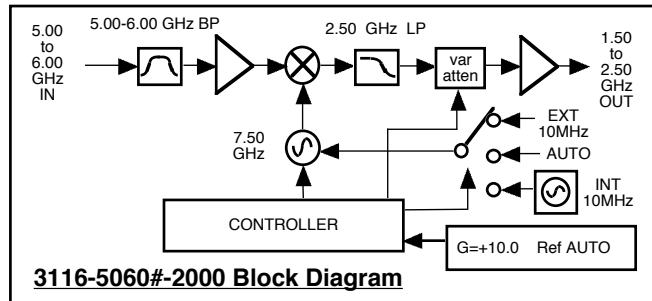 5.00
to
6.00
GHz
IN
5.00-6.00 GHz BP
2.50 GHz LP
var
atten
1.50
to
2.50
GHz
OUT
7.50
GHz
EXT
10MHz
AUTO
INT
10MHz
CONTROLLER
G=+10.0 Ref AUTO
3116-5060#-2000 Block Diagram